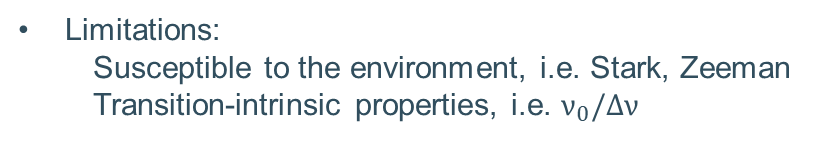 • Limitations:
Susceptible to the environment, i.e. Stark, Zeeman
Transition-intrinsic properties, i.e. ν₀/Δν